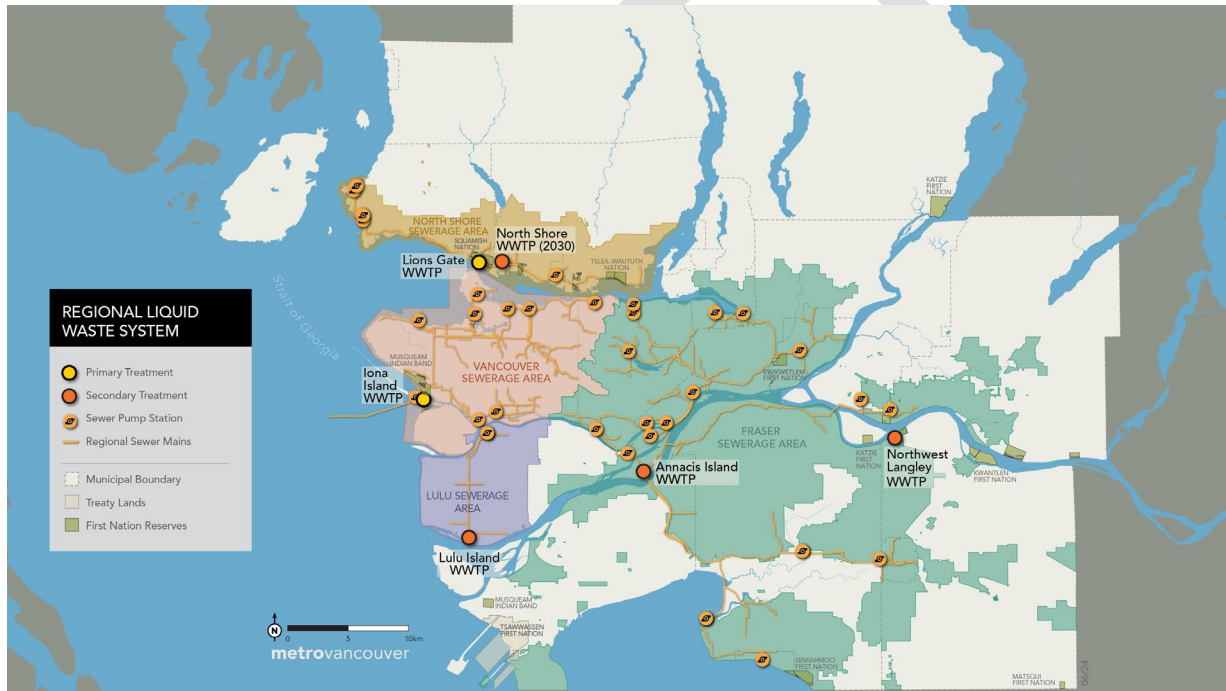 REGIONAL LIQUID
WASTE SYSTEM
Primary Treatment
Secondary Treatment
Sewer Pump Station
Regional Sewer Mains
Municipal Boundary
Treaty Lands
First Nation Reserves
Strait of Georgia
NORTH SHORE
SEWERAGE AREA
SQUAMISH
NATION
North Shore
WWTP (2030)
Lions Gate
WWTP
TSLEIL-WAUTUTH
NATION
KATZIE
FIRST
NATION
MUSQUEAM
INDIAN BAND
Iona
Island
WWTP
VANCOUVER
SEWERAGE AREA
KWIKWETLEM
FIRST NATION
FRASER
SEWERAGE AREA
KATZIE
FIRST
NATION
Northwest
Langley
WWTP
KWANTLEN
FIRST NATION
Annacis Island
WWTP
LULU SEWERAGE
AREA
Lulu Island
WWTP
MUSQUEAM
INDIAN BAND
TSAWWASSEN
FIRST NATION
SEMIAHMOO
FIRST NATION
MATSQUI
FIRST NATION
N
0 5 10km
metrovancouver
06/24